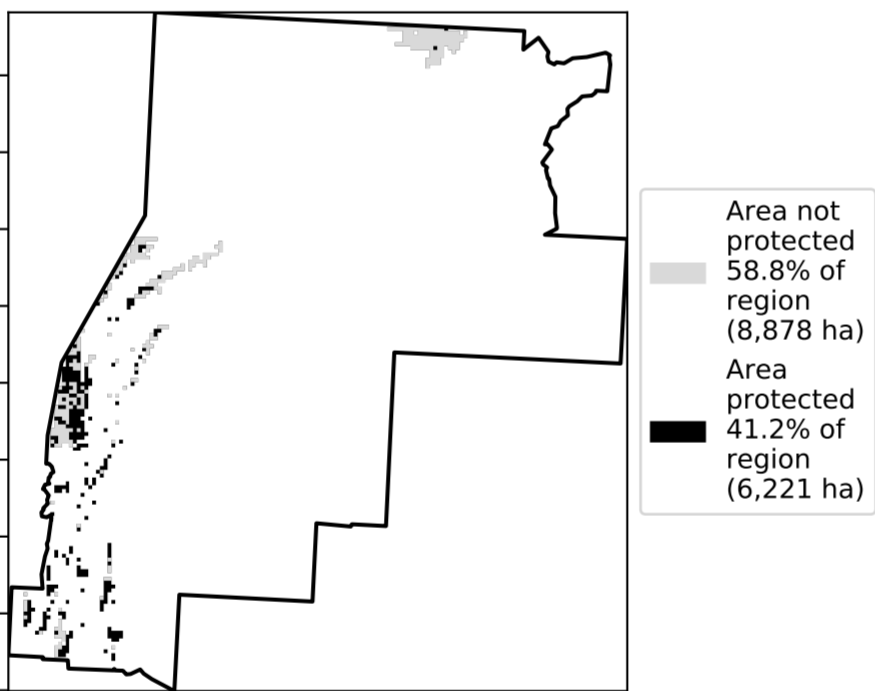 Area not
protected
58.8% of
region
(8,878 ha)
Area
protected
41.2% of
region
(6,221 ha)